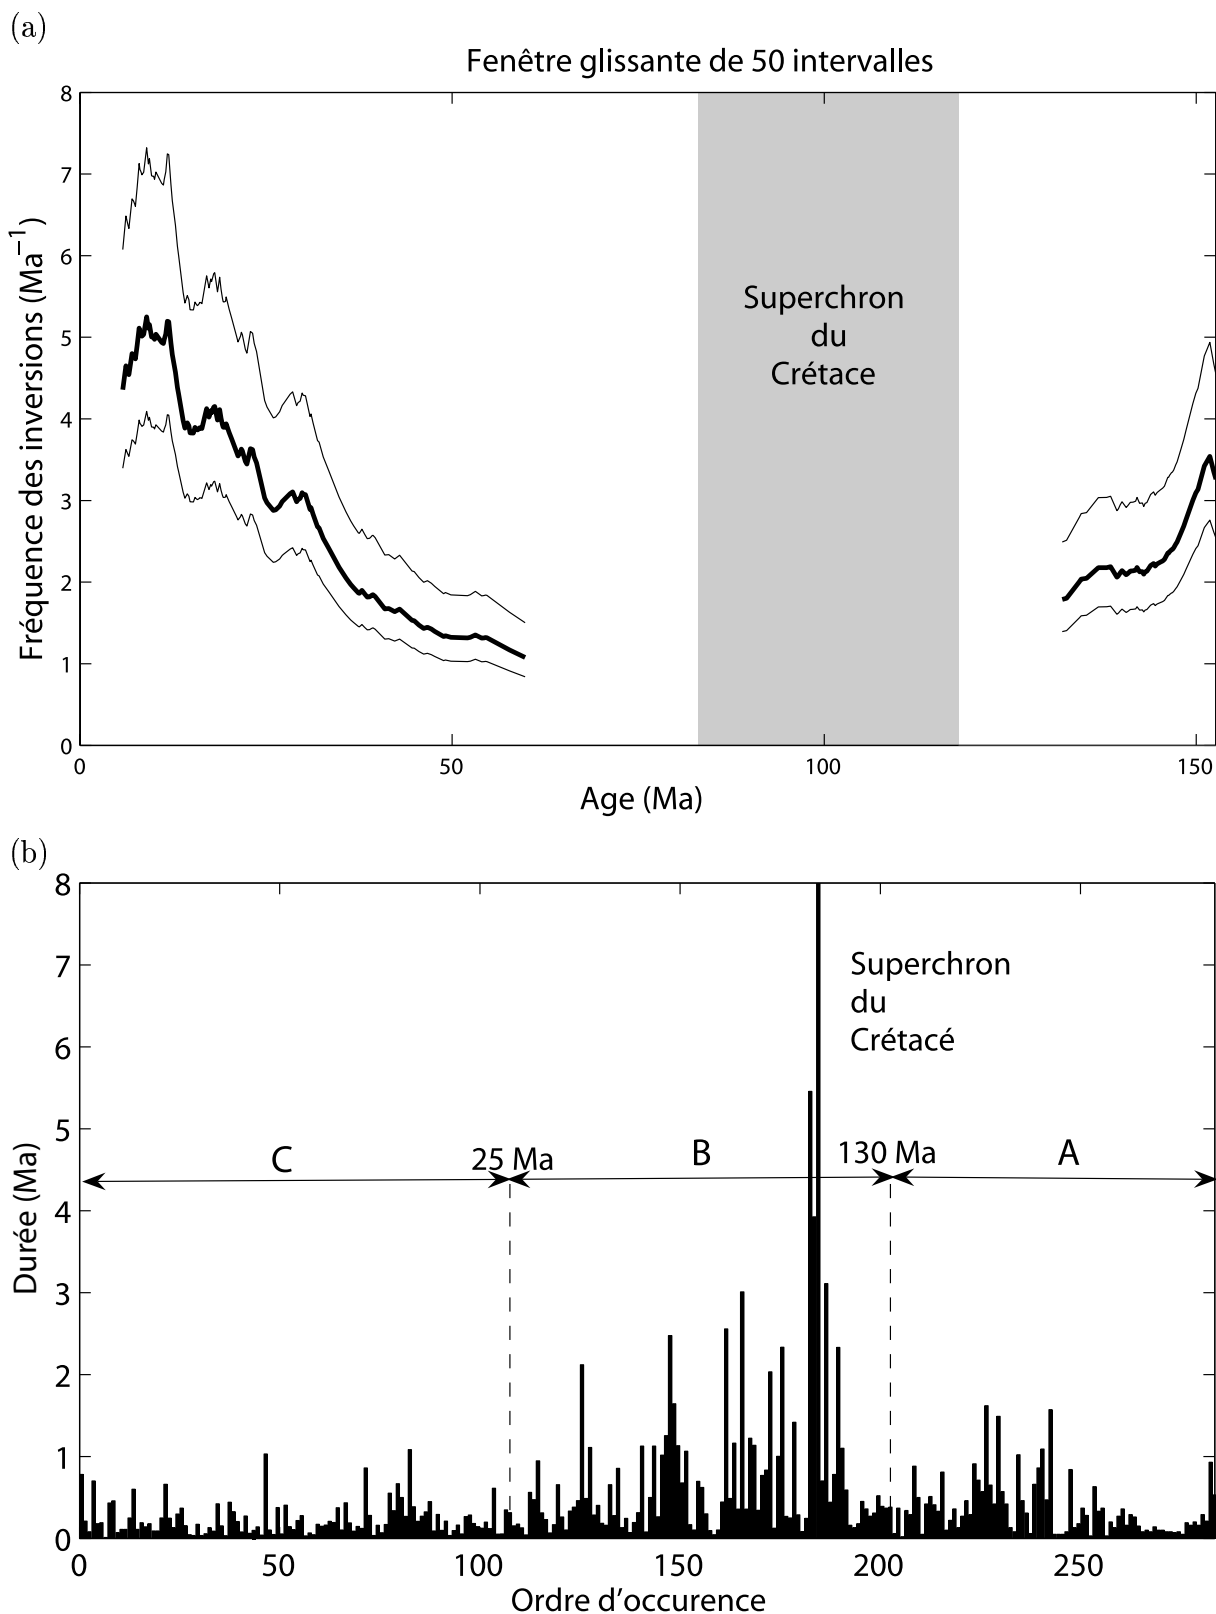 (a)
Fenêtre glissante de 50 intervalles
8
7
6
5
4
3
2
1
0
Fréquence des inversions (Ma−1)
Superchron
du
Crétace
0 50 100 150
Age (Ma)
(b)
8
7
6
5
4
3
2
1
0
Durée (Ma)
Superchron
du
Crétacé
C 25 Ma B 130 Ma A
0 50 100 150 200 250
Ordre d'occurence